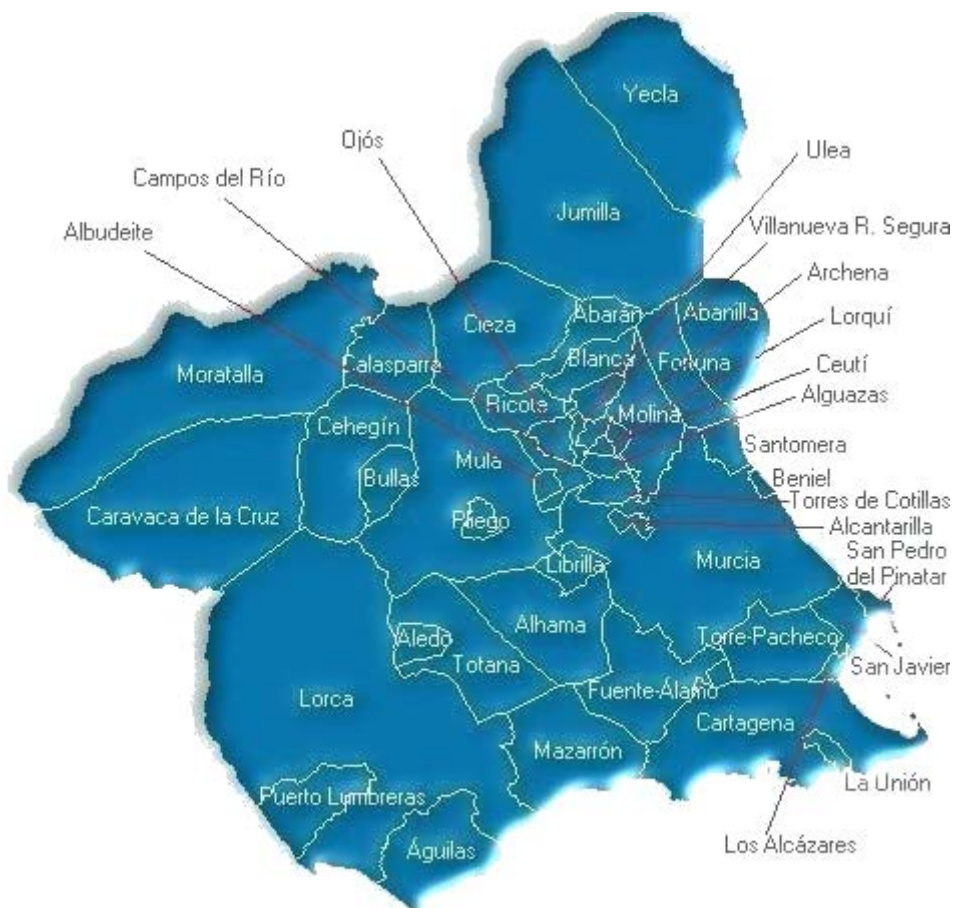 Yecla
Ojós
Ulea
Campos del Río
Jumilla
Villanueva R. Segura
Albudeite
Archena
Abarán
Abanilla
Lorquí
Cieza
Blanca
Fortuna
Ceutí
Moratalla
Calasparra
Alguazas
Ricote
Molina
Cehegín
Santomera
Mula
Bullas
Beniel
Torres de Cotillas
Caravaca de la Cruz
Pliego
Alcantarilla
Librilla
Murcia
San Pedro
del Pinatar
Alhama
Aledo
Torre-Pacheco
Totana
San Javier
Lorca
Fuente-Álamo
Cartagena
Mazarrón
La Unión
Puerto Lumbreras
Los Alcázares
Águilas